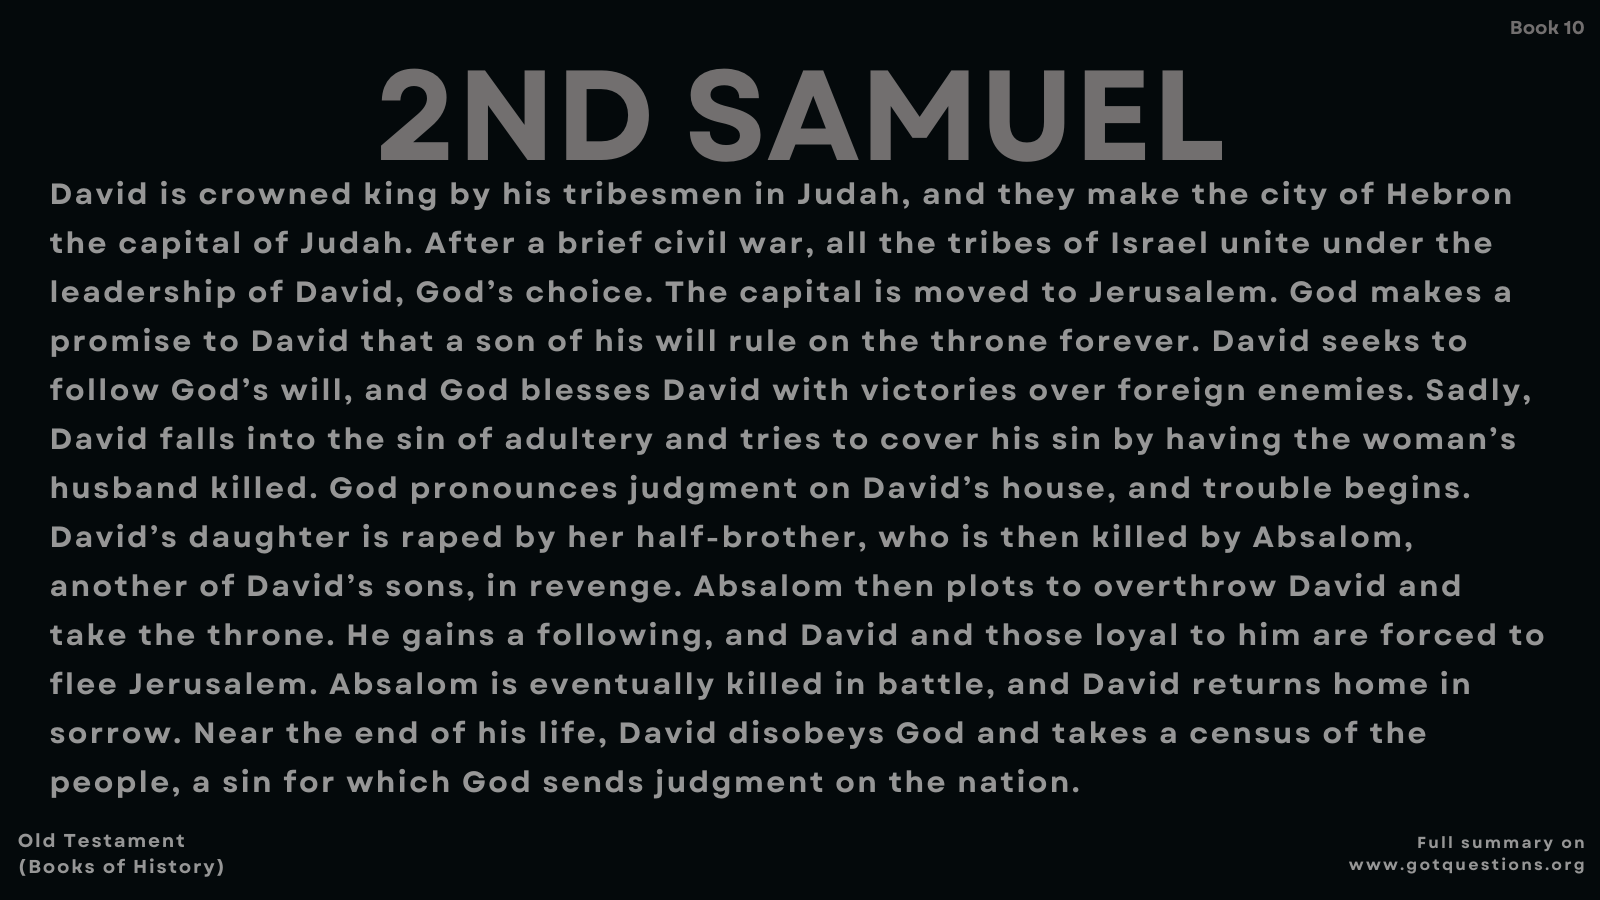 Book 10
2ND SAMUEL
David is crowned king by his tribesmen in Judah, and they make the city of Hebron
the capital of Judah. After a brief civil war, all the tribes of Israel unite under the
leadership of David, God’s choice. The capital is moved to Jerusalem. God makes a
promise to David that a son of his will rule on the throne forever. David seeks to
follow God’s will, and God blesses David with victories over foreign enemies. Sadly,
David falls into the sin of adultery and tries to cover his sin by having the woman’s
husband killed. God pronounces judgment on David’s house, and trouble begins.
David’s daughter is raped by her half-brother, who is then killed by Absalom,
another of David’s sons, in revenge. Absalom then plots to overthrow David and
take the throne. He gains a following, and David and those loyal to him are forced to
flee Jerusalem. Absalom is eventually killed in battle, and David returns home in
sorrow. Near the end of his life, David disobeys God and takes a census of the
people, a sin for which God sends judgment on the nation.
Old Testament
(Books of History)
Full summary on
www.gotquestions.org